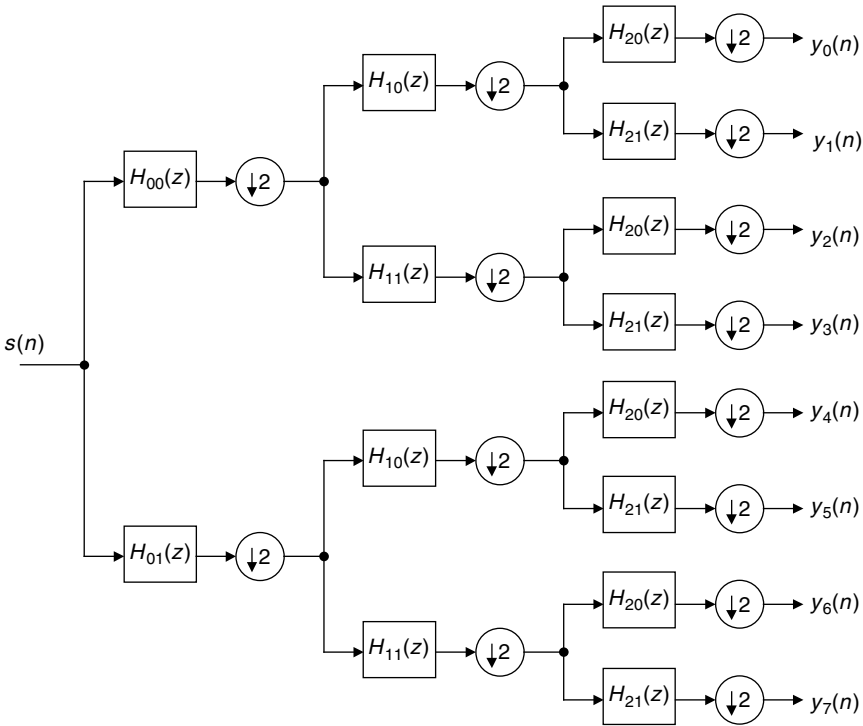 H₂₀(z) ↓2 y₀(n)
H₁₀(z) ↓2
H₂₁(z) ↓2 y₁(n)
H₀₀(z) ↓2
H₂₀(z) ↓2 y₂(n)
H₁₁(z) ↓2
H₂₁(z) ↓2 y₃(n)
s(n)
H₂₀(z) ↓2 y₄(n)
H₁₀(z) ↓2
H₂₁(z) ↓2 y₅(n)
H₀₁(z) ↓2
H₂₀(z) ↓2 y₆(n)
H₁₁(z) ↓2
H₂₁(z) ↓2 y₇(n)